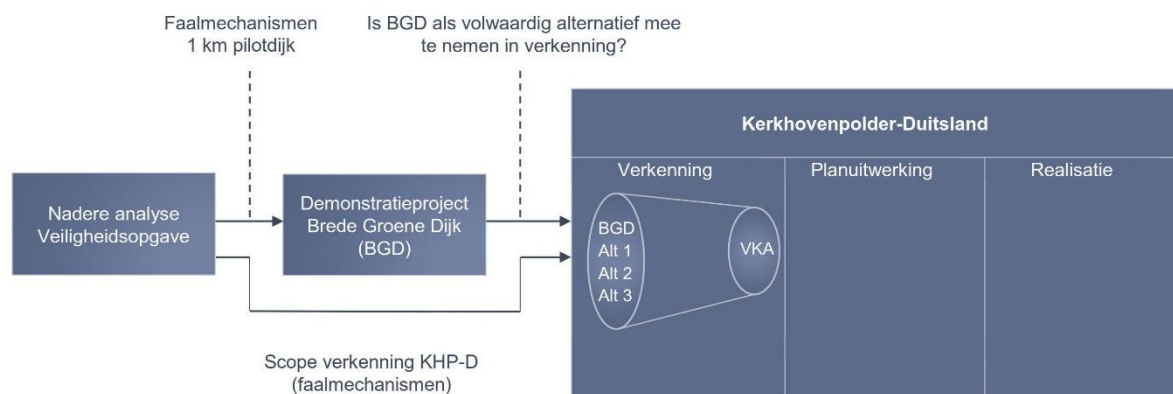 Faalmechanismen
1 km pilotdijk
Is BGD als volwaardig alternatief mee
te nemen in verkenning?
Kerkhovenpolder-Duitsland
Verkenning
Planuitwerking
Realisatie
Nadere analyse
Veiligheidsopgave
Demonstratieproject
Brede Groene Dijk
(BGD)
BGD
Alt 1
Alt 2
Alt 3
VKA
Scope verkenning KHP-D
(faalmechanismen)